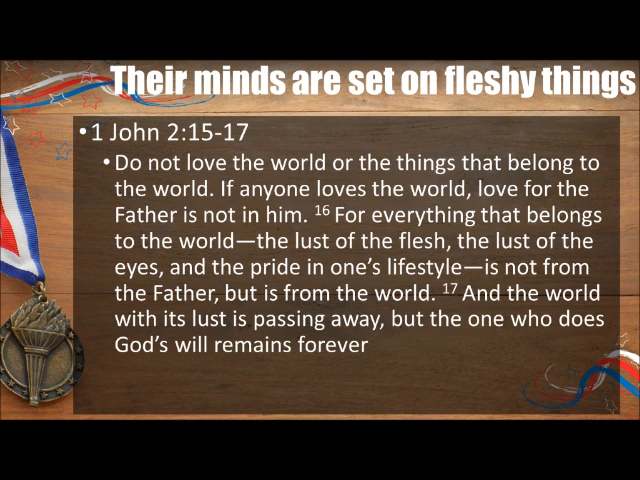 Their minds are set on fleshy things
•1 John 2:15-17
• Do not love the world or the things that belong to
the world. If anyone loves the world, love for the
Father is not in him. 16 For everything that belongs
to the world—the lust of the flesh, the lust of the
eyes, and the pride in one’s lifestyle—is not from
the Father, but is from the world. 17 And the world
with its lust is passing away, but the one who does
God’s will remains forever